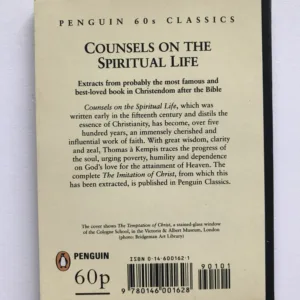 PENGUIN 60s CLASSICS
COUNSELS ON THE
SPIRITUAL LIFE
Extracts from probably the most famous and
best-loved book in Christendom after the Bible
Counsels on the Spiritual Life, which was
written early in the fifteenth century and distils the
essence of Christianity, has become, over five
hundred years, an immensely cherished and
influential work of faith. With great wisdom, clarity
and zeal, Thomas à Kempis traces the progress of
the soul, urging poverty, humility and dependence
on God's love for the attainment of Heaven. The
complete The Imitation of Christ, from which this
has been extracted, is published in Penguin Classics.
The cover shows The Temptation of Christ, a stained-glass window
of the Cologne School, in the Victoria & Albert Museum, London
(photo: Bridgeman Art Library)
PENGUIN
60p
ISBN 0-14-600162-1
90101
9 780146 001628